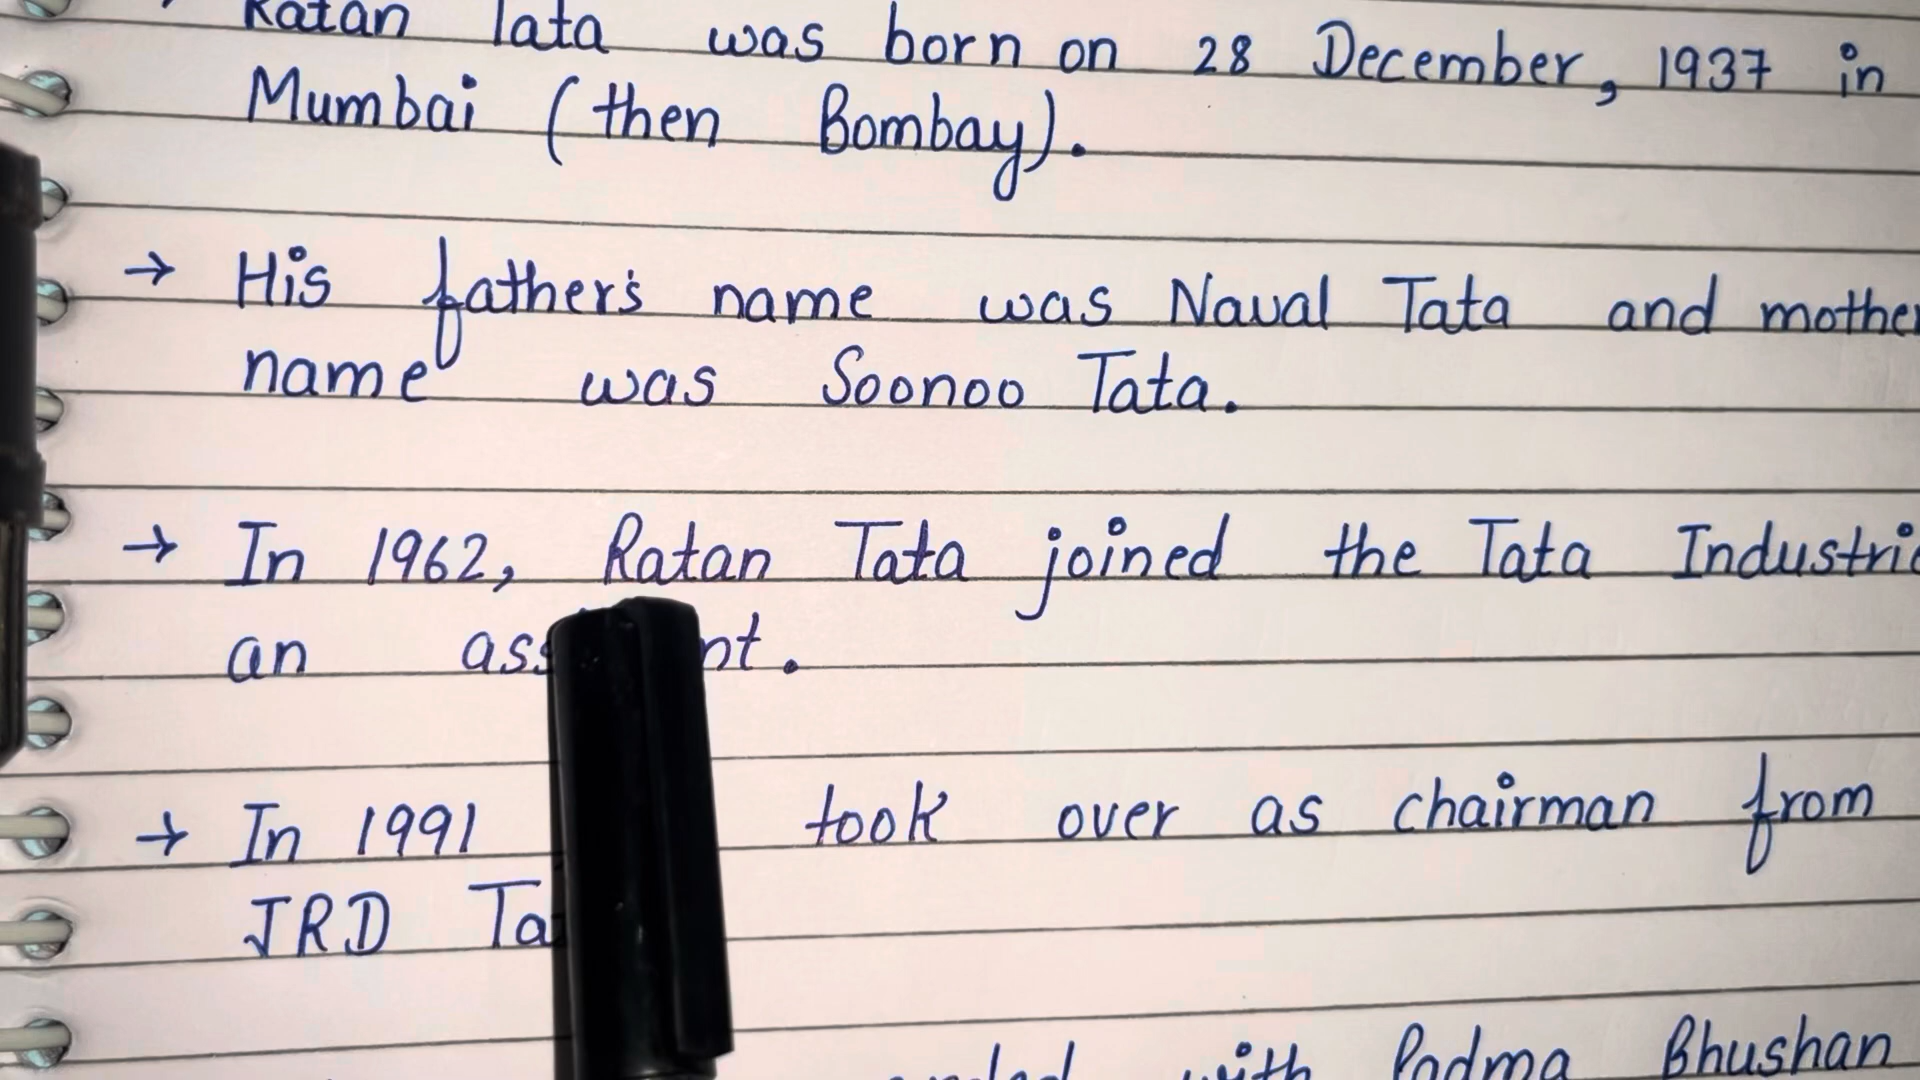 Ratan Tata was born on 28 December, 1937 in
Mumbai (then Bombay).
→ His father's name was Naval Tata and mother
name was Soonoo Tata.
→ In 1962, Ratan Tata joined the Tata
an
→ In 1991 took over as chairman from
JRD
with Padma Bhushan